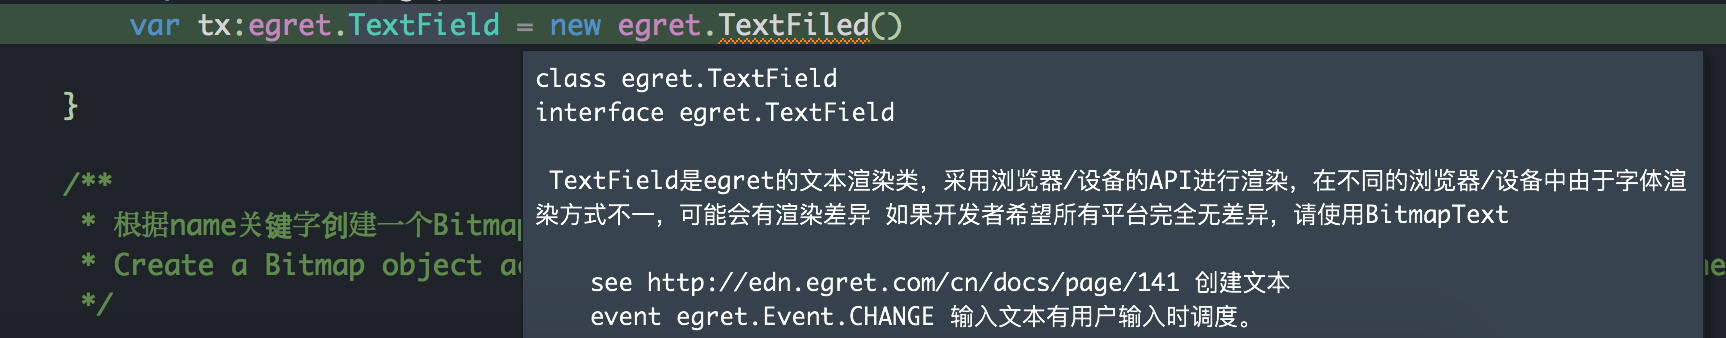 var tx:egret.TextField = new egret.TextFiled()
class egret.TextField
interface egret.TextField
}
TextField是egret的文本渲染类，采用浏览器/设备的API进行渲染，在不同的浏览器/设备中由于字体渲
染方式不一，可能会有渲染差异 如果开发者希望所有平台完全无差异，请使用BitmapText
/**
* 根据name关键字创建一个Bitmap
* Create a Bitmap object
*/
see http://edn.egret.com/cn/docs/page/141 创建文本
event egret.Event.CHANGE 输入文本有用户输入时调度。